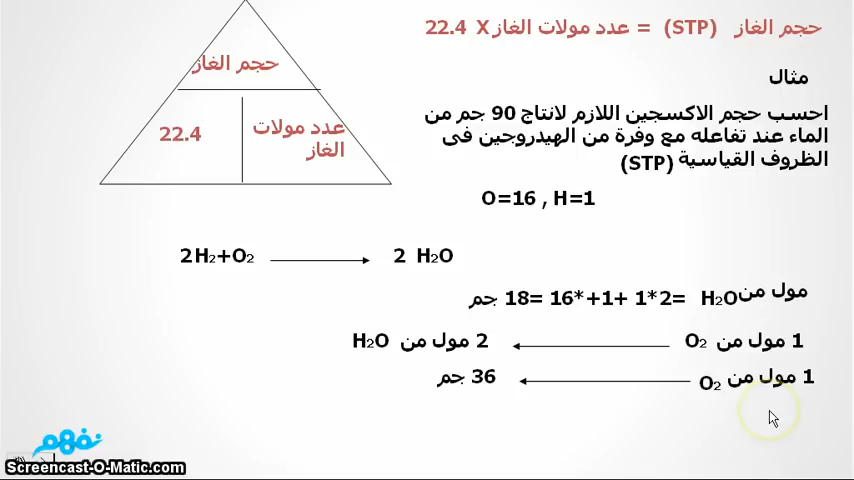 حجم الغاز (STP) = عدد مولات الغاز X 22.4
حجم الغاز
22.4
عدد مولات
الغاز
مثال
احسب حجم الاكسجين اللازم لانتاج 90 جم من
الماء عند تفاعله مع وفرة من الهيدروجين فى
الظروف القياسية (STP)
O=16 , H=1
2H₂+O₂ 2 H₂O
مول من H₂O =2*1 +1+*16 =18 جم
1 مول من O₂ 2 مول من H₂O
1 مول من O₂ 36 جم
نفهم
Screencast-O-Matic.com